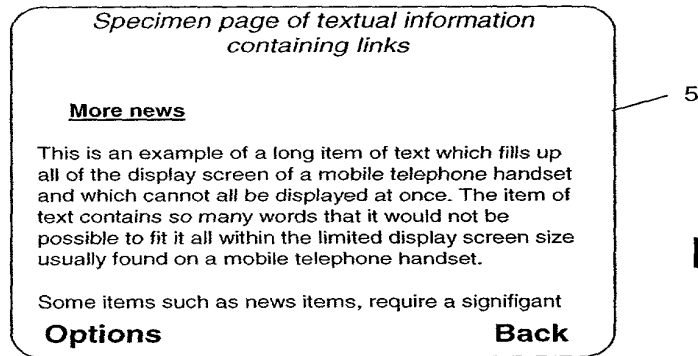 Specimen page of textual information
containing links
5
More news
This is an example of a long item of text which fills up
all of the display screen of a mobile telephone handset
and which cannot all be displayed at once. The item of
text contains so many words that it would not be
possible to fit it all within the limited display screen size
usually found on a mobile telephone handset.
Some items such as news items, require a signifigant
Options Back